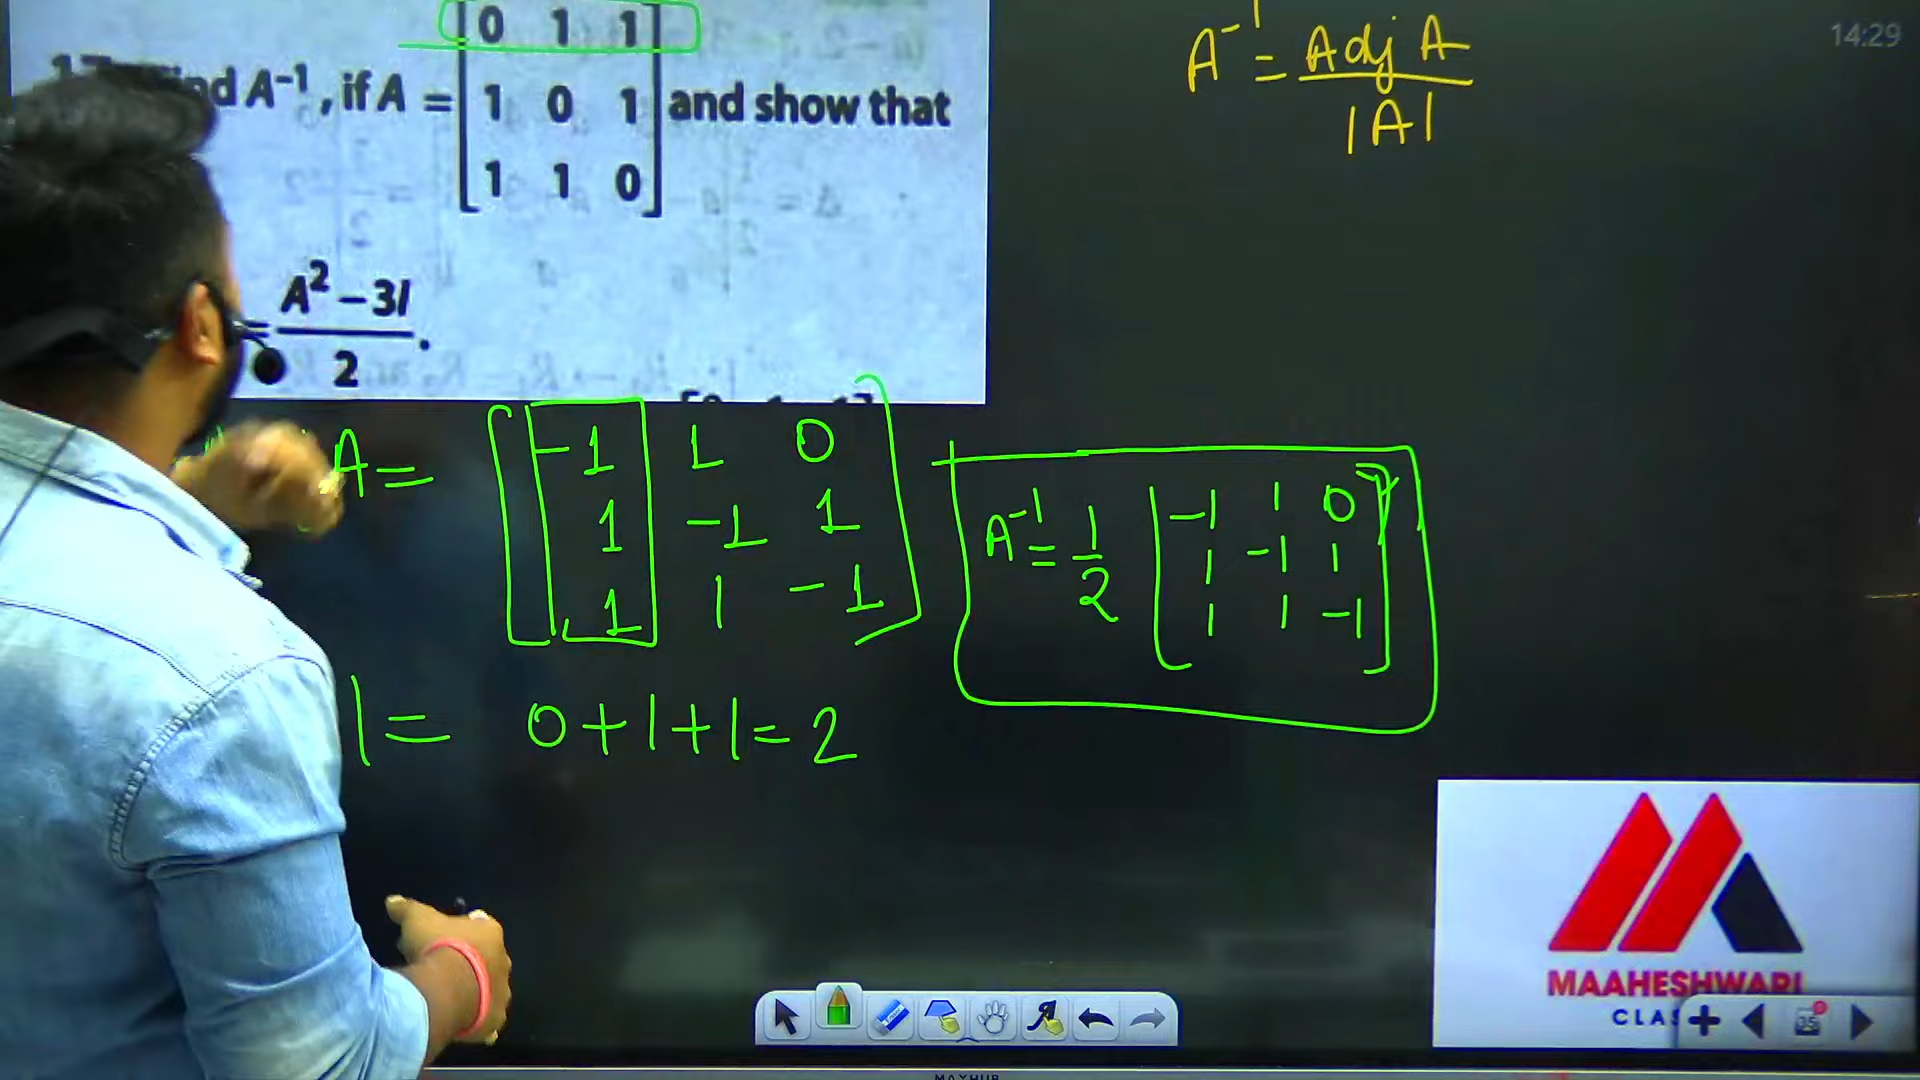 0 1 1
nd A⁻¹, if A = 1 0 1 and show that
1 1 0
= A² – 3I
2 .
A⁻¹ = Adj A
|A|
14:29
A =
-1 1 0
1 -1 1
1 1 -1
A⁻¹ = 1/2
-1 1 0
1 -1 1
1 1 -1
| = 0+1+1=2
MAAHESHWARI
CLAS